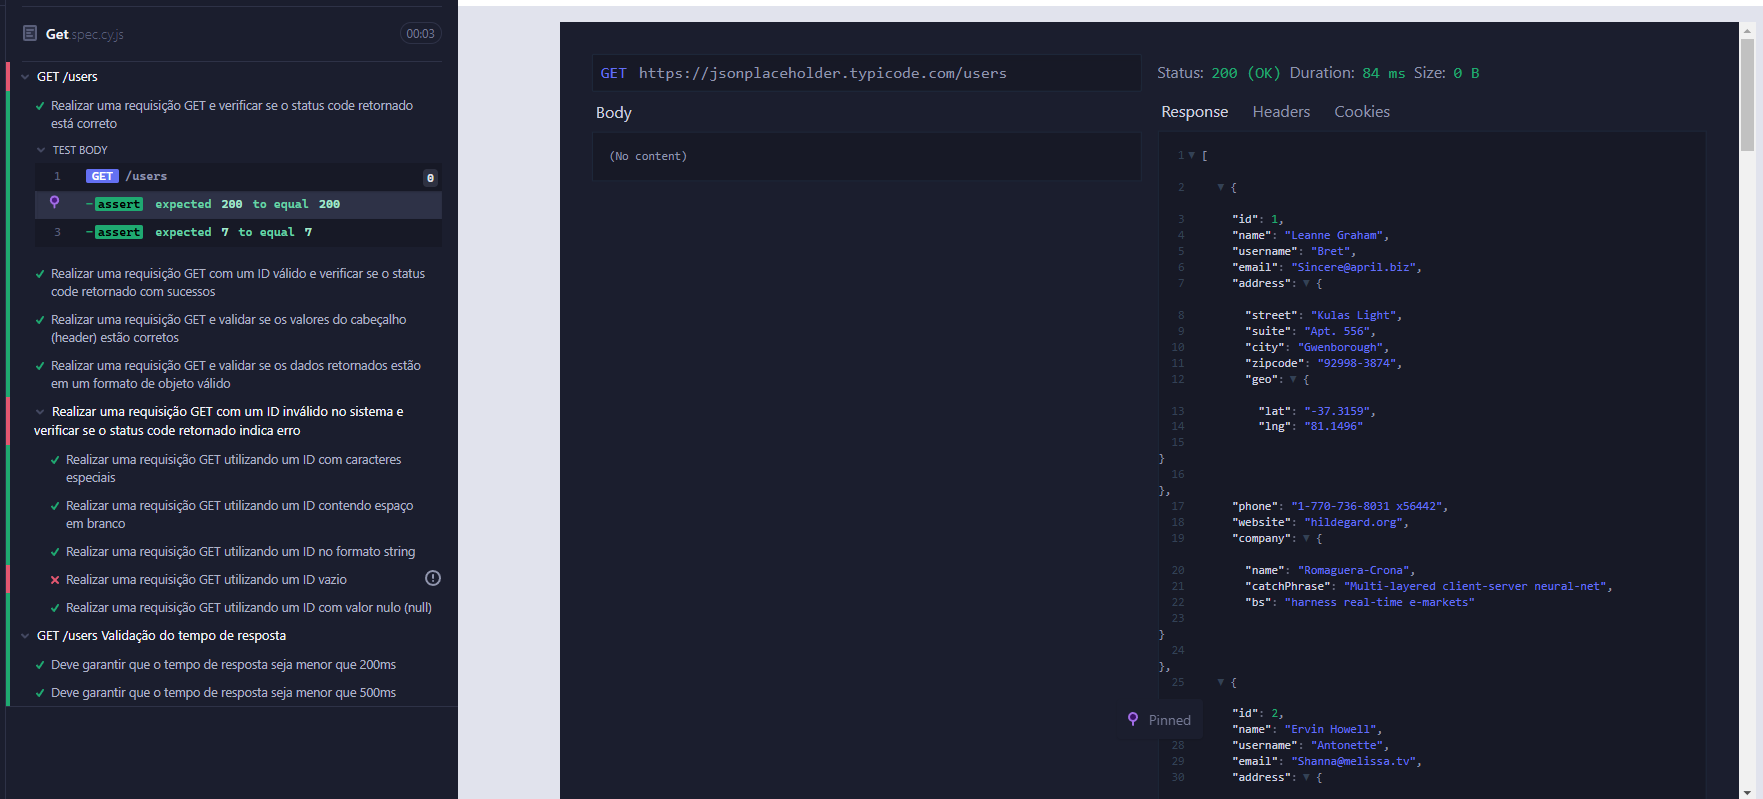 Get.spec.cy.js 00:03
GET /users
Realizar uma requisição GET e verificar se o status code retornado
está correto
TEST BODY
1 GET /users 0
-assert expected 200 to equal 200
3 -assert expected 7 to equal 7
Realizar uma requisição GET com um ID válido e verificar se o status
code retornado com sucessos
Realizar uma requisição GET e validar se os valores do cabeçalho
(header) estão corretos
Realizar uma requisição GET e validar se os dados retornados estão
em um formato de objeto válido
Realizar uma requisição GET com um ID inválido no sistema e
verificar se o status code retornado indica erro
Realizar uma requisição GET utilizando um ID com caracteres
especiais
Realizar uma requisição GET utilizando um ID contendo espaço
em branco
Realizar uma requisição GET utilizando um ID no formato string
Realizar uma requisição GET utilizando um ID vazio
Realizar uma requisição GET utilizando um ID com valor nulo (null)
GET /users Validação do tempo de resposta
Deve garantir que o tempo de resposta seja menor que 200ms
Deve garantir que o tempo de resposta seja menor que 500ms
GET https://jsonplaceholder.typicode.com/users
Body
(No content)
Status: 200 (OK) Duration: 84 ms Size: 0 B
Response Headers Cookies
1 [
2 {
3 "id": 1,
4 "name": "Leanne Graham",
5 "username": "Bret",
6 "email": "Sincere@april.biz",
7 "address": {
8 "street": "Kulas Light",
9 "suite": "Apt. 556",
10 "city": "Gwenborough",
11 "zipcode": "92998-3874",
12 "geo": {
13 "lat": "-37.3159",
14 "lng": "81.1496"
15
}
16
},
17 "phone": "1-770-736-8031 x56442",
18 "website": "hildegard.org",
19 "company": {
20 "name": "Romaguera-Crona",
21 "catchPhrase": "Multi-layered client-server neural-net",
22 "bs": "harness real-time e-markets"
23
}
24
},
25 {
"id": 2,
"name": "Ervin Howell",
28 "username": "Antonette",
29 "email": "Shanna@melissa.tv",
30 "address": {
Pinned